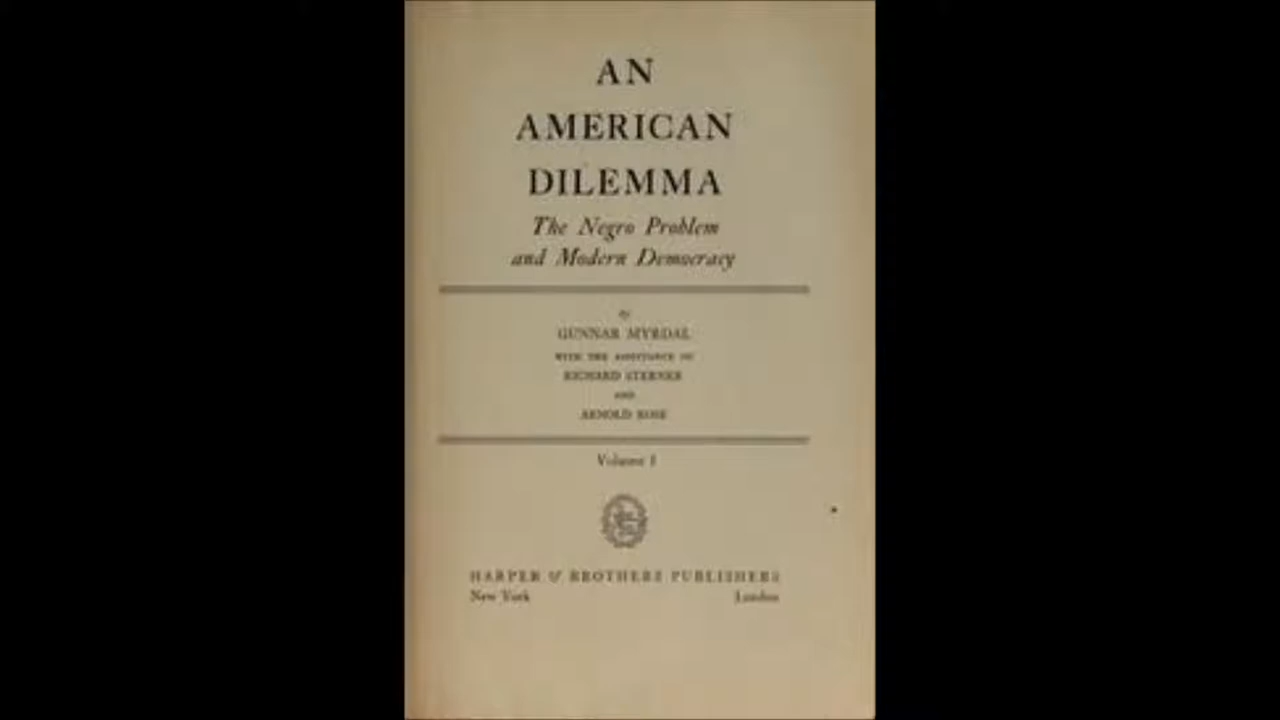 AN
AMERICAN
DILEMMA
The Negro Problem
and Modern Democracy
by
GUNNAR MYRDAL
WITH THE ASSISTANCE OF
RICHARD STERNER
AND
ARNOLD ROSE
Volume I
HARPER & BROTHERS PUBLISHERS
New York London